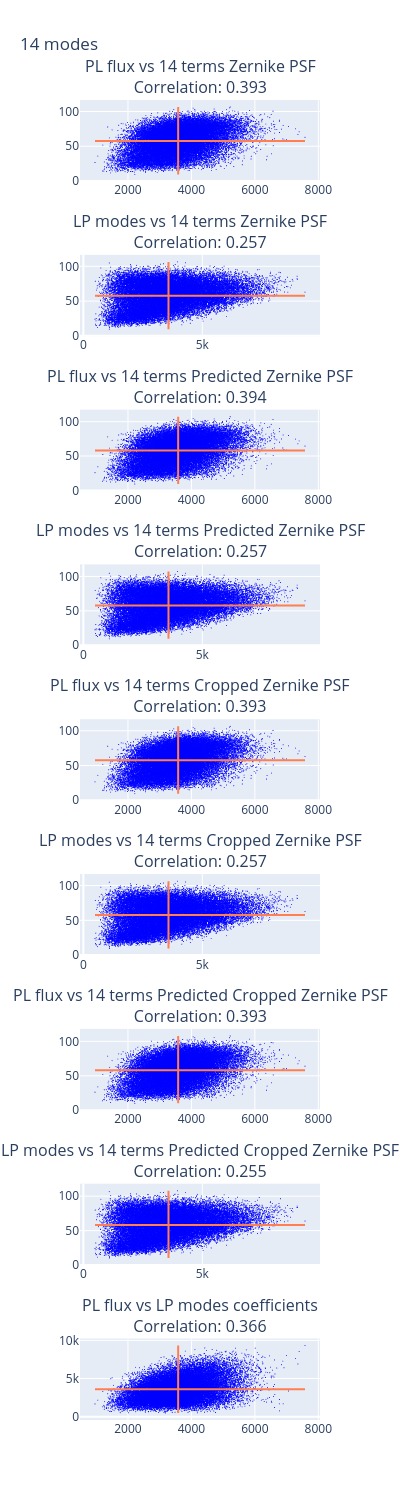 14 modes
PL flux vs 14 terms Zernike PSF
Correlation: 0.393
100
50
0
2000 4000 6000 8000
LP modes vs 14 terms Zernike PSF
Correlation: 0.257
100
50
0
0 5k
PL flux vs 14 terms Predicted Zernike PSF
Correlation: 0.394
100
50
0
2000 4000 6000 8000
LP modes vs 14 terms Predicted Zernike PSF
Correlation: 0.257
100
50
0
0 5k
PL flux vs 14 terms Cropped Zernike PSF
Correlation: 0.393
100
50
0
2000 4000 6000 8000
LP modes vs 14 terms Cropped Zernike PSF
Correlation: 0.257
100
50
0
0 5k
PL flux vs 14 terms Predicted Cropped Zernike PSF
Correlation: 0.393
100
50
0
2000 4000 6000 8000
LP modes vs 14 terms Predicted Cropped Zernike PSF
Correlation: 0.255
100
50
0
0 5k
PL flux vs LP modes coefficients
Correlation: 0.366
10k
5k
0
2000 4000 6000 8000